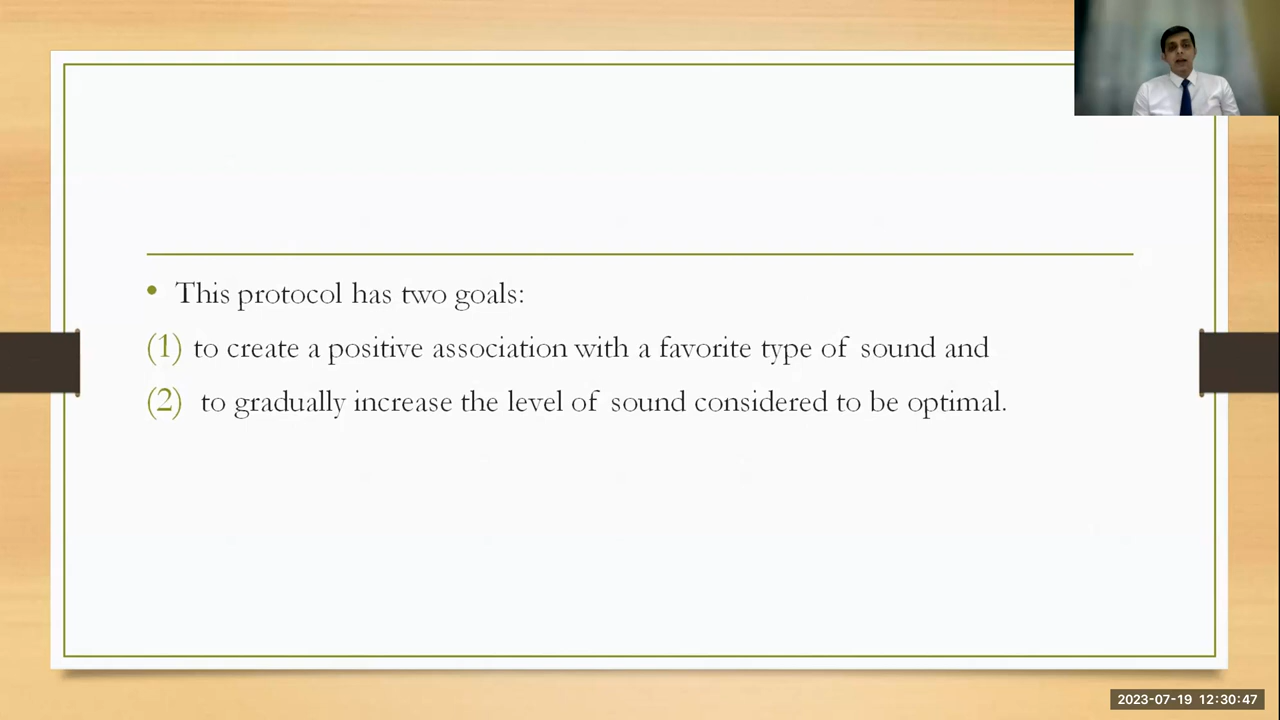 • This protocol has two goals:
(1) to create a positive association with a favorite type of sound and
(2) to gradually increase the level of sound considered to be optimal.
2023-07-19 12:30:47